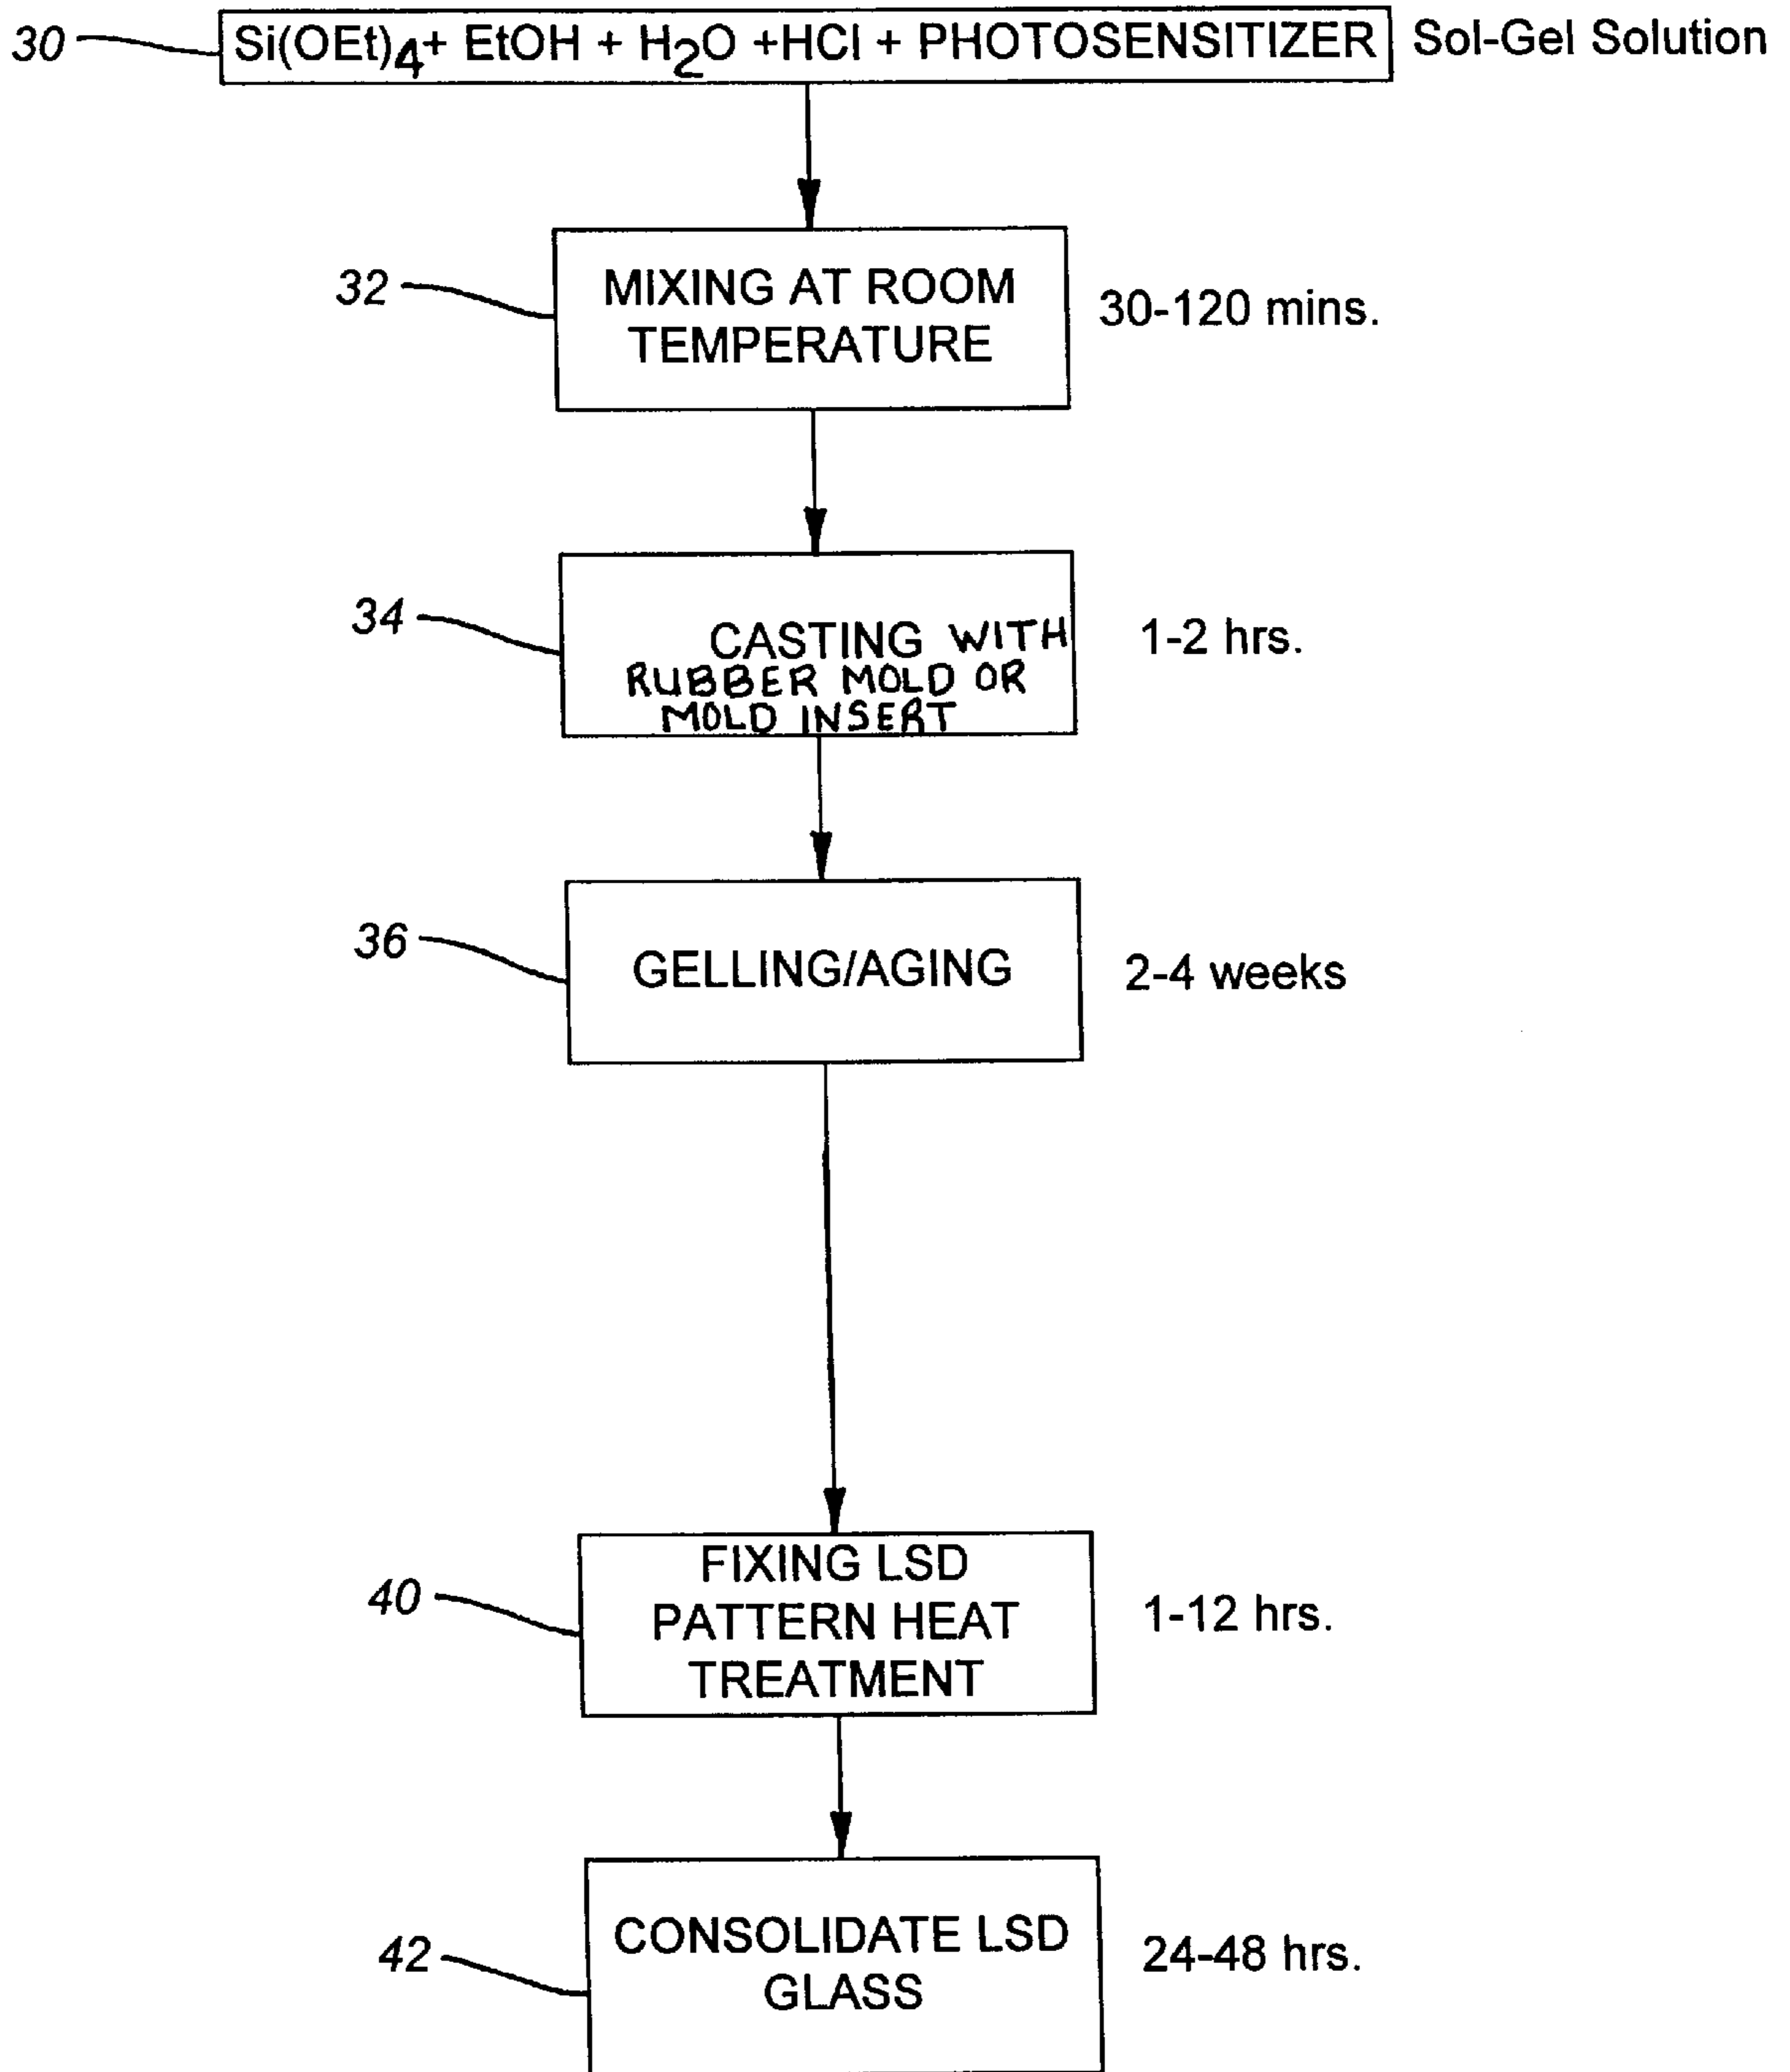 30 Si(OEt)4+ EtOH + H2O +HCl + PHOTOSENSITIZER Sol-Gel Solution
32 MIXING AT ROOM
TEMPERATURE
30-120 mins.
34 CASTING WITH
RUBBER MOLD OR
MOLD INSERT
1-2 hrs.
36 GELLING/AGING 2-4 weeks
40 FIXING LSD
PATTERN HEAT
TREATMENT
1-12 hrs.
42 CONSOLIDATE LSD
GLASS
24-48 hrs.